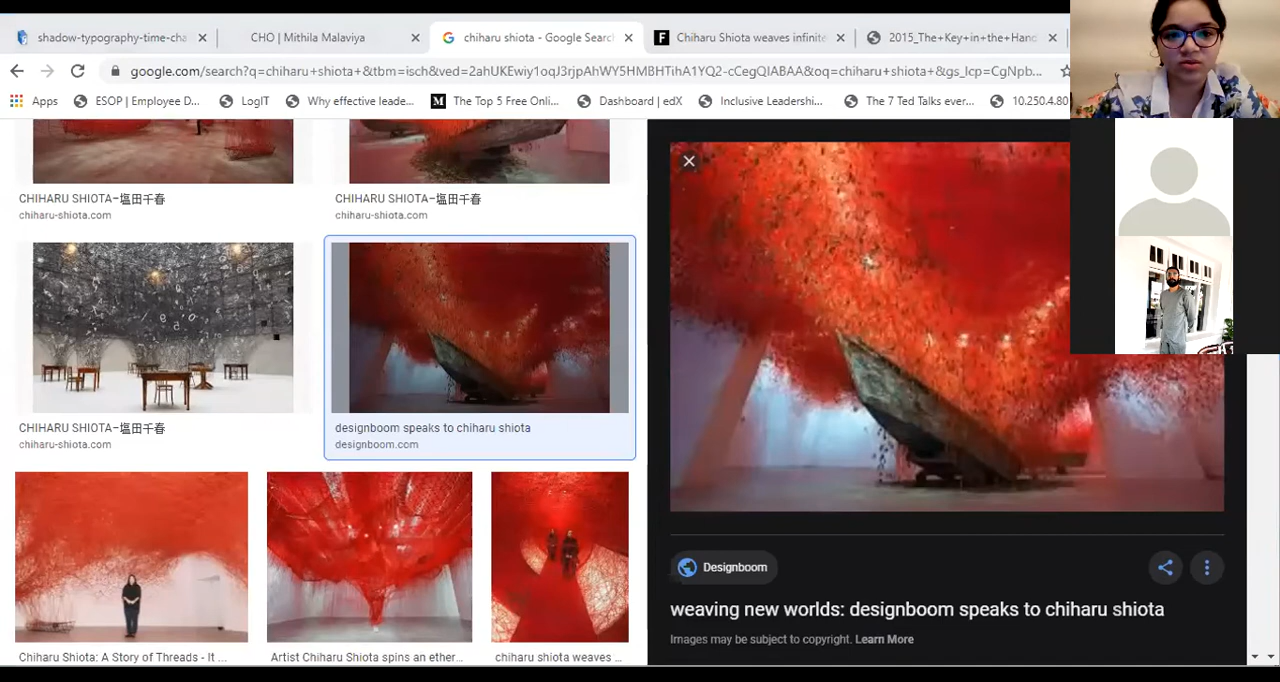 shadow-typography-time-cha
CHO | Mithila Malaviya
chiharu shiota - Google Search
Chiharu Shiota weaves infinite
2015_The+Key+in+the+Hand
google.com/search?q=chiharu+shiota+&tbm=isch&ved=2ahUKEwiy1oqJ3rjpAhWY5HMBHTihA1YQ2-cCegQIABAA&oq=chiharu+shiota+&gs_lcp=CgNpb...
Apps
ESOP | Employee D...
LogIT
Why effective leade...
The Top 5 Free Onli...
Dashboard | edX
Inclusive Leadershi...
The 7 Ted Talks ever...
10.250.4.80
CHIHARU SHIOTA–塩田千春
chiharu-shiota.com
CHIHARU SHIOTA–塩田千春
chiharu-shiota.com
CHIHARU SHIOTA–塩田千春
chiharu-shiota.com
designboom speaks to chiharu shiota
designboom.com
Chiharu Shiota: A Story of Threads - It ...
Artist Chiharu Shiota spins an ether...
chiharu shiota weaves ...
Designboom
weaving new worlds: designboom speaks to chiharu shiota
Images may be subject to copyright. Learn More